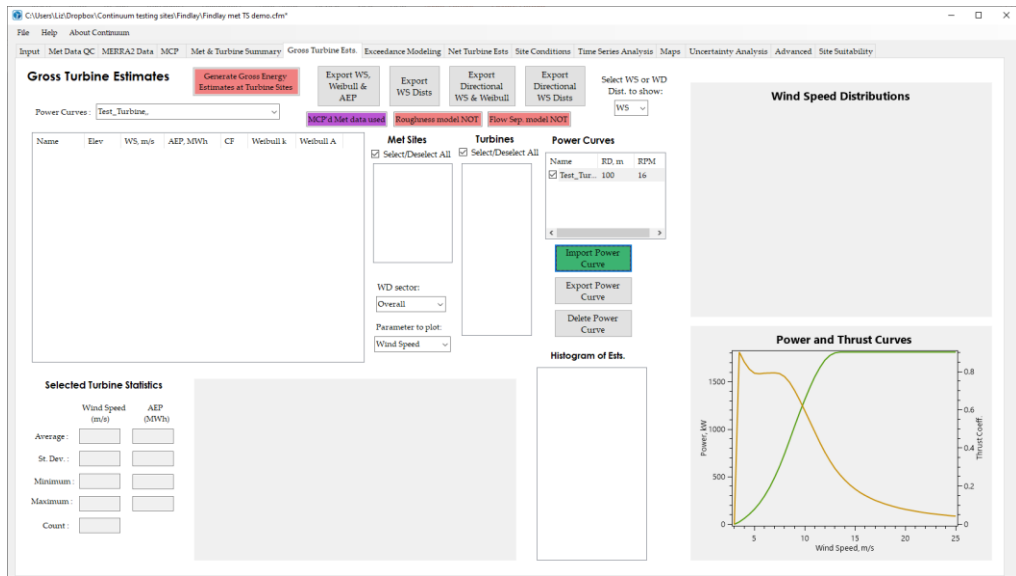 C:\Users\Liz\Dropbox\Continuum testing sites\Findlay\Findlay met TS demo.cfm*
File Help About Continuum
Input Met Data QC MERRA2 Data MCP Met & Turbine Summary Gross Turbine Ests. Exceedance Modeling Net Turbine Ests Site Conditions Time Series Analysis Maps Uncertainty Analysis Advanced Site Suitability
Gross Turbine Estimates
Generate Gross Energy
Estimates at Turbine Sites
Export WS,
Weibull &
AEP
Export
WS Dists
Export
Directional
WS & Weibull
Export
Directional
WS Dists
Select WS or WD
Dist. to show:
WS
Power Curves : Test_Turbine,,
MCP'd Met data used
Roughness model NOT
Flow Sep. model NOT
Name Elev WS, m/s AEP, MWh CF Weibull k Weibull A
Met Sites
Select/Deselect All
Turbines
Select/Deselect All
Power Curves
Name RD, m RPM
Test_Tur... 100 16
Import Power
Curve
Export Power
Curve
Delete Power
Curve
WD sector:
Overall
Parameter to plot:
Wind Speed
Histogram of Ests.
Wind Speed Distributions
Selected Turbine Statistics
Wind Speed
(m/s)
AEP
(MWh)
Average :
St. Dev. :
Minimum :
Maximum :
Count :
Power and Thrust Curves
1500
1000
500
0
Power, kW
0.8
0.6
0.4
0.2
0
Thrust Coeff.
5 10 15 20 25
Wind Speed, m/s